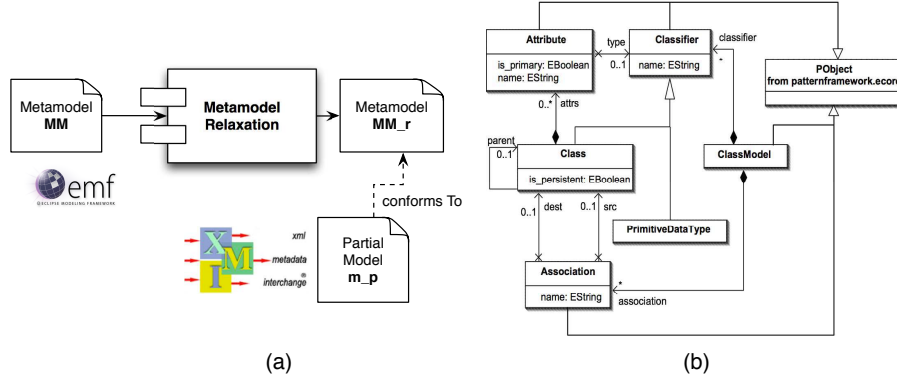 Metamodel
MM
Metamodel
Relaxation
Metamodel
MM_r
emf
ECLIPSE MODELING FRAMEWORK
conforms To
XMI
xml
metadata
interchange®
Partial
Model
m_p
(a)
Attribute
is_primary: EBoolean
name: EString
type
0..1
Classifier
name: EString
classifier
*
PObject
from patternframework.ecore
0..*
attrs
parent
0..1
Class
is_persistent: EBoolean
ClassModel
0..1
dest
0..1
src
PrimitiveDataType
Association
name: EString
*
association
(b)